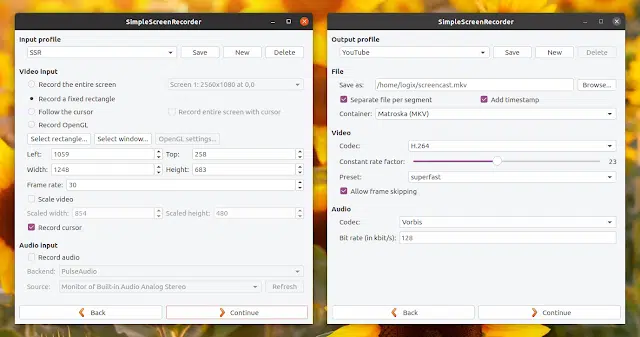 SimpleScreenRecorder
Input profile
SSR Save New Delete
Video input
Record the entire screen Screen 1: 2560x1080 at 0,0
Record a fixed rectangle
Follow the cursor Record entire screen with cursor
Record OpenGL
Select rectangle... Select window... OpenGL settings...
Left: 1059 Top: 258
Width: 1248 Height: 683
Frame rate: 30
Scale video
Scaled width: 854 Scaled height: 480
Record cursor
Audio input
Record audio
Backend: PulseAudio
Source: Monitor of Built-in Audio Analog Stereo Refresh
Back Continue
SimpleScreenRecorder
Output profile
YouTube Save New Delete
File
Save as: /home/logix/screencast.mkv Browse...
Separate file per segment Add timestamp
Container: Matroska (MKV)
Video
Codec: H.264
Constant rate factor: 23
Preset: superfast
Allow frame skipping
Audio
Codec: Vorbis
Bit rate (in kbit/s): 128
Back Continue